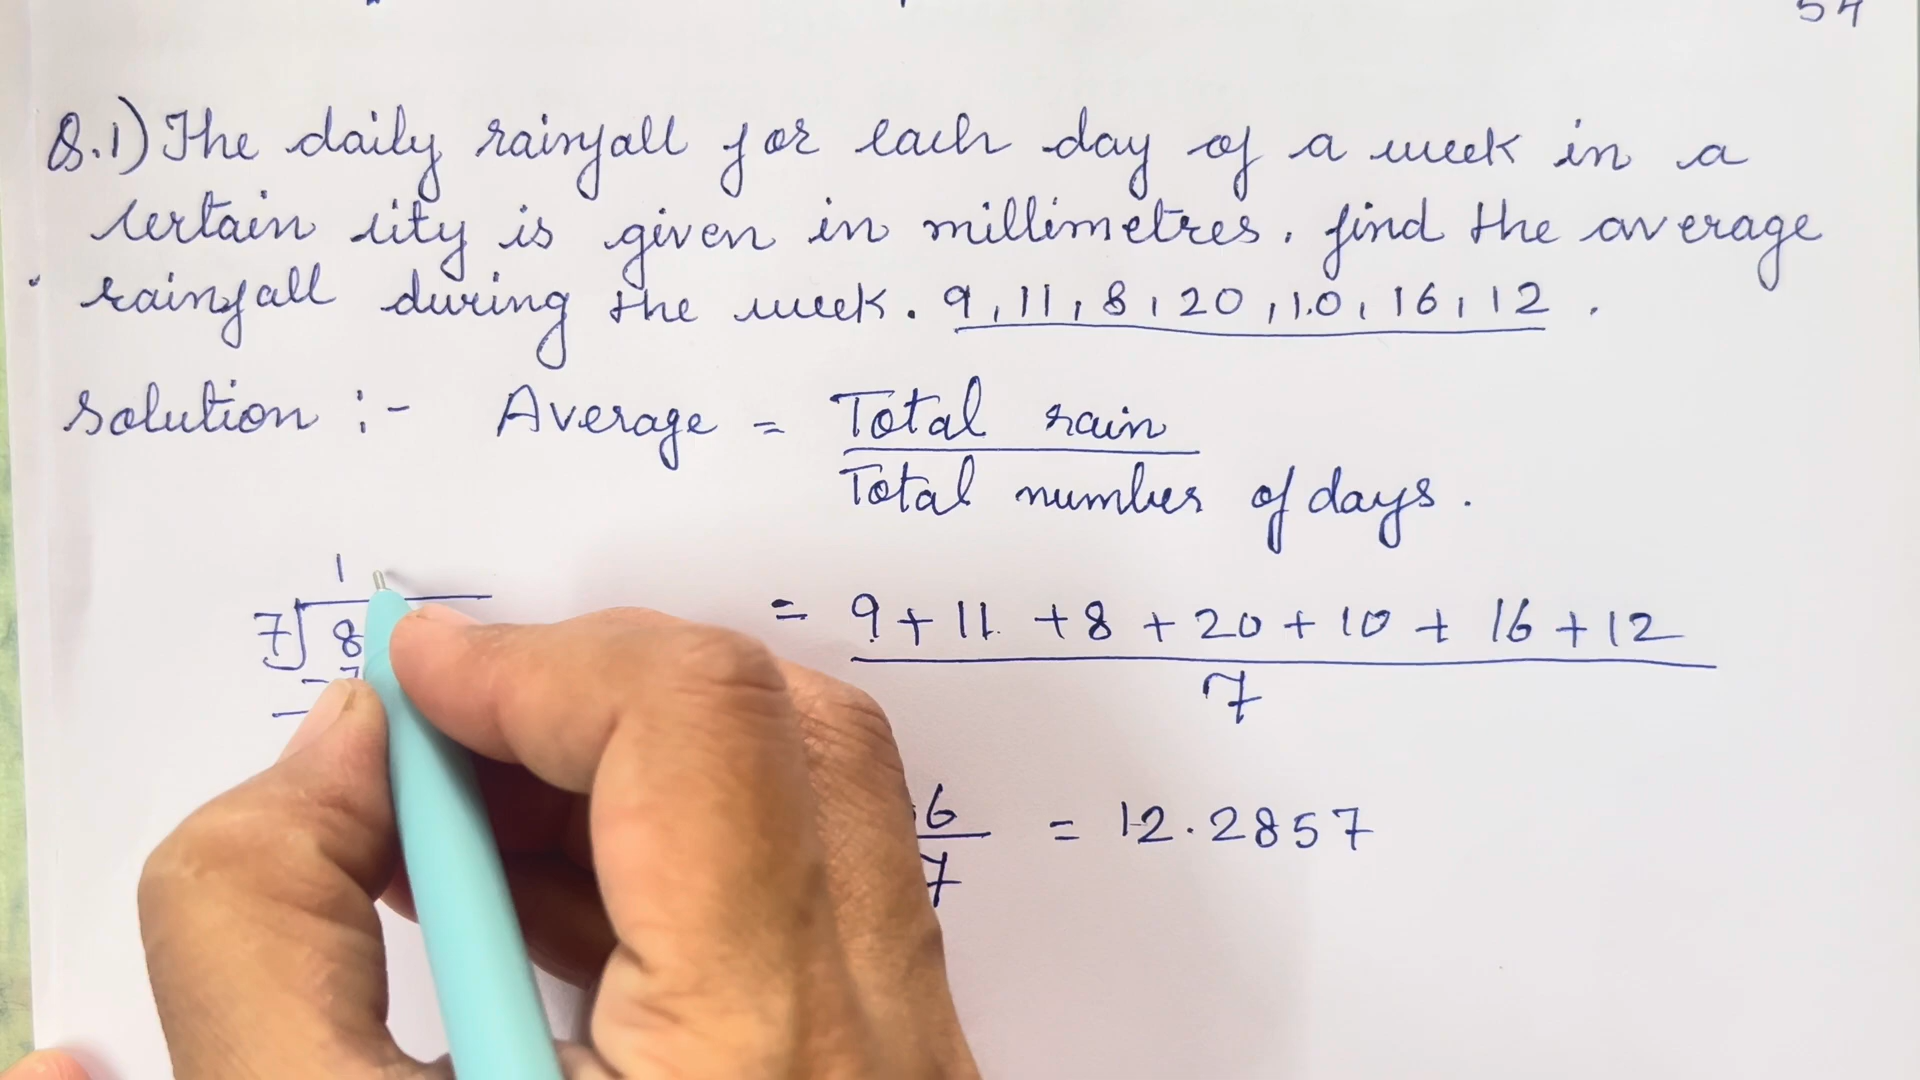 54
Q.1) The daily rainfall for each day of a week in a
certain city is given in millimetres. find the average
rainfall during the week. 9, 11, 8, 20, 10, 16, 12.
Solution :- Average = Total rain
Total number of days.
1
7 8
= 9 + 11 + 8 + 20 + 10 + 16 + 12
7
6
7
= 12.2857